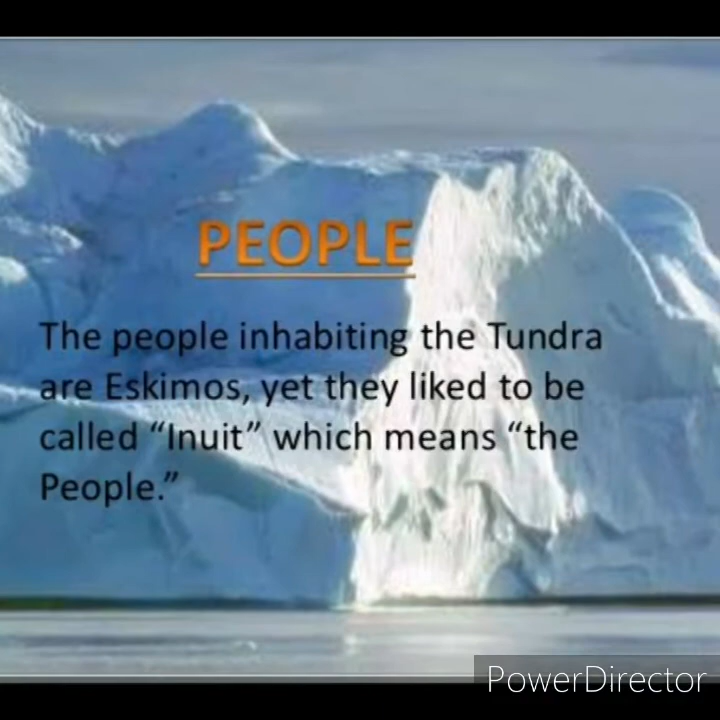 PEOPLE
The people inhabiting the Tundra
are Eskimos, yet they liked to be
called “Inuit” which means “the
People.”
PowerDirector